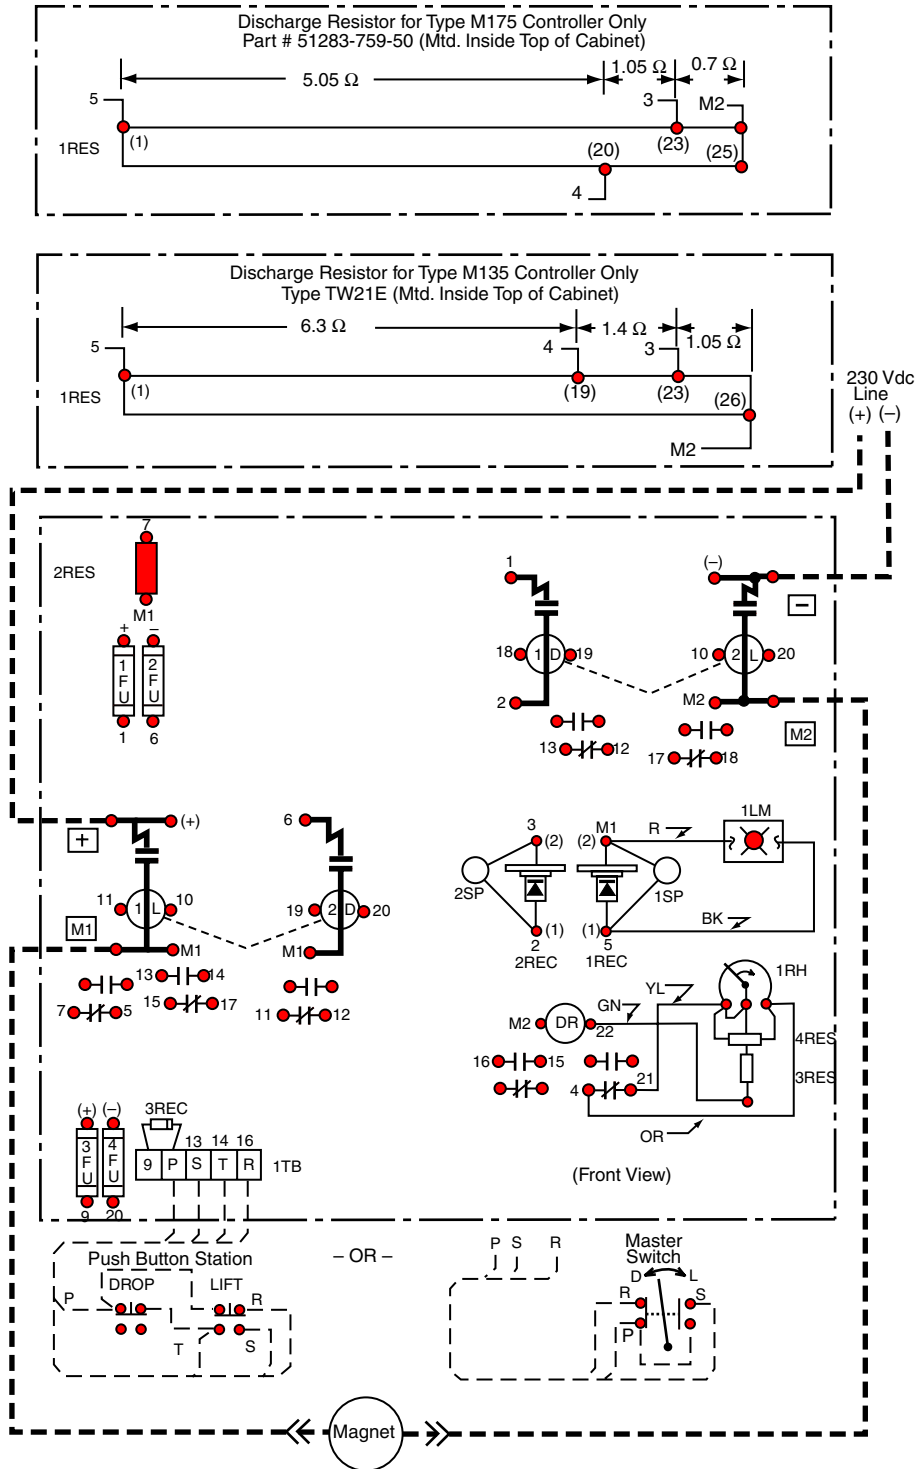 Discharge Resistor for Type M175 Controller Only
Part # 51283-759-50 (Mtd. Inside Top of Cabinet)
5.05 Ω
1.05 Ω
0.7 Ω
5
3
M2
1RES
(1)
(20)
(23)
(25)
4
Discharge Resistor for Type M135 Controller Only
Type TW21E (Mtd. Inside Top of Cabinet)
6.3 Ω
1.4 Ω
1.05 Ω
5
4
3
1RES
(1)
(19)
(23)
(26)
M2
230 Vdc
Line
(+) (–)
7
2RES
M1
+ –
1FU
2FU
1
6
1
(–)
–
18
1 D
19
10
2 L
20
2
M2
M2
13
12
17
18
+
(+)
6
11
1 L
10
19
2 D
20
M1
M1
M1
13
14
7
5
15
17
11
12
3
(2)
M1
(2)
R
1LM
2SP
1SP
(1)
(1)
BK
2
5
2REC
1REC
1RH
YL
GN
M2
DR
22
4RES
16
15
4
21
3RES
OR
(Front View)
(+) (–)
3FU
4FU
9
20
3REC
13 14 16
9 P S T R
1TB
Push Button Station
– OR –
P S R
Master
Switch
DROP
LIFT
P
R
T
S
D
L
R
S
P
Magnet